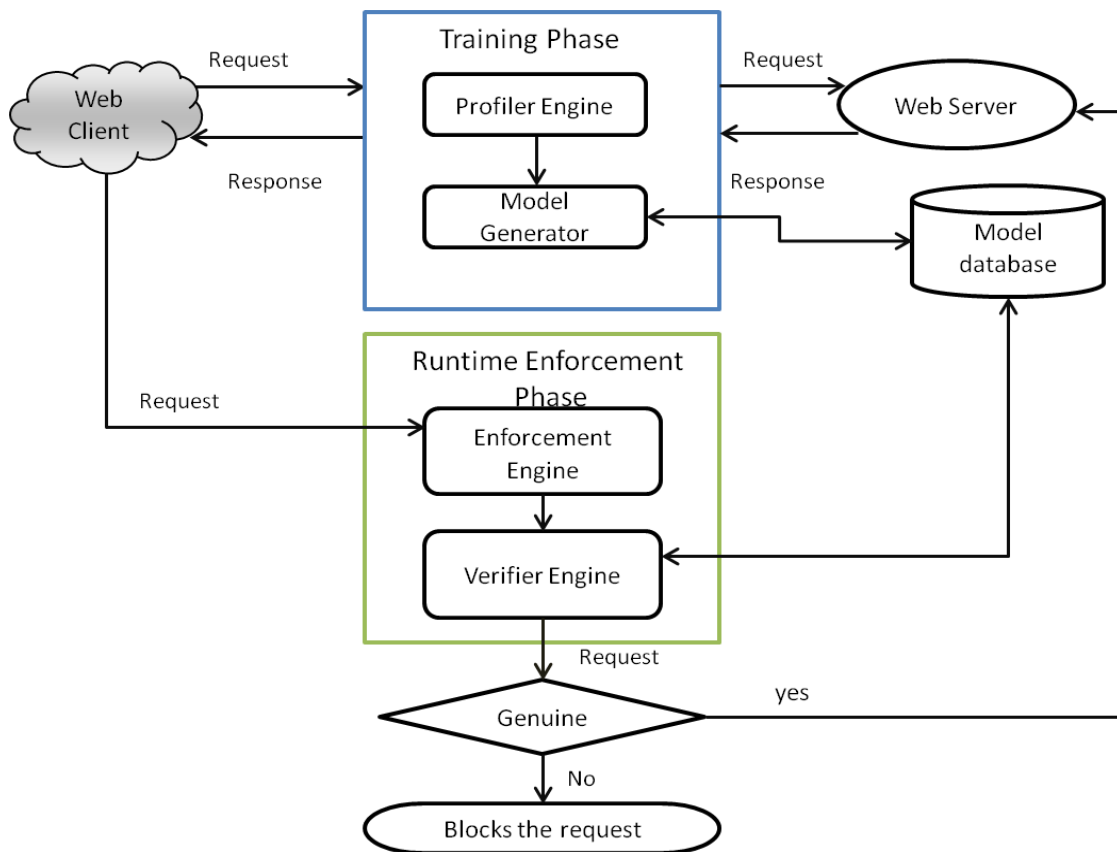 Training Phase
Request
Request
Web
Client
Profiler Engine
Web Server
Response
Response
Model
Generator
Model
database
Runtime Enforcement
Phase
Request
Enforcement
Engine
Verifier Engine
Request
yes
Genuine
No
Blocks the request